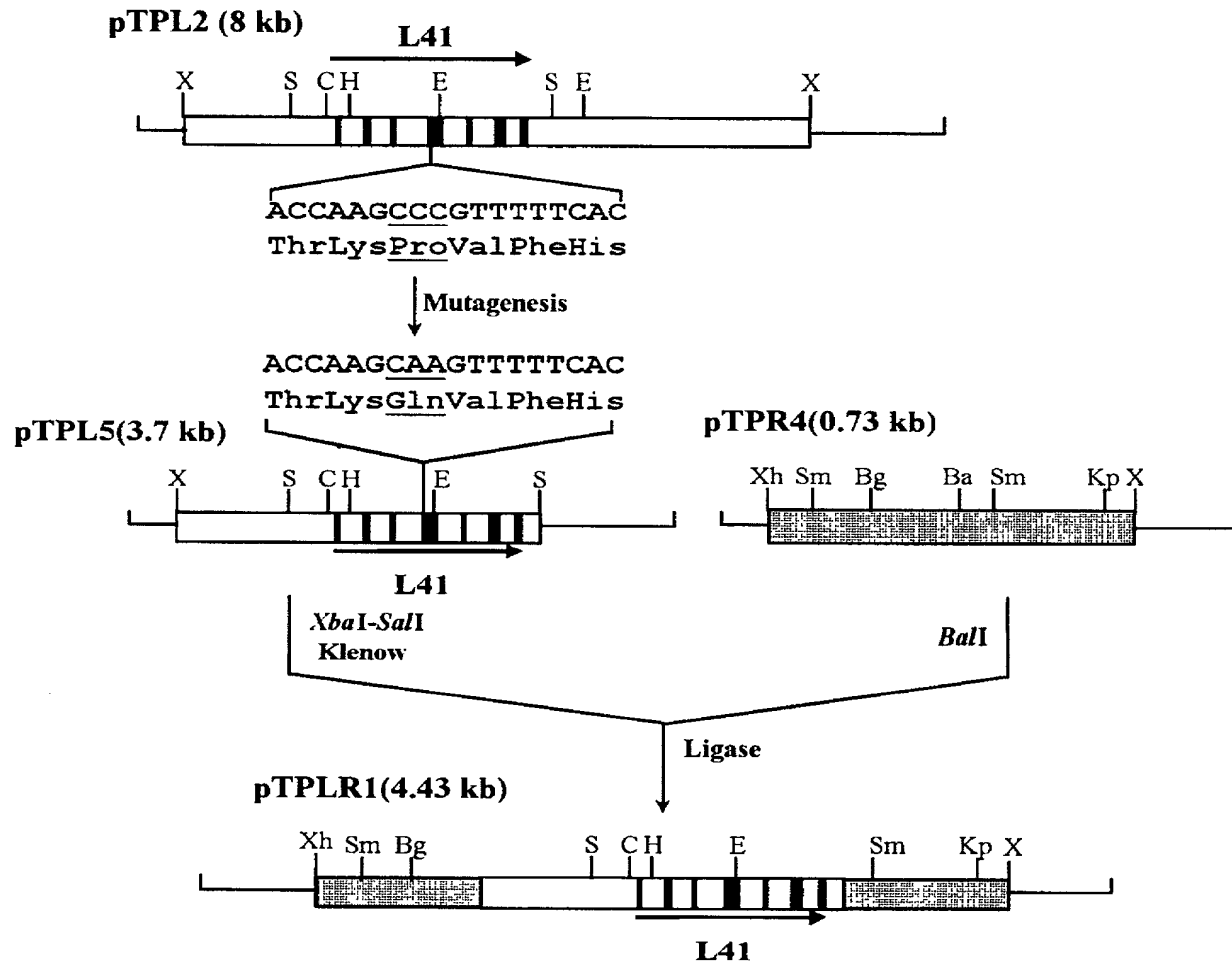 pTPL2 (8 kb)
L41
X S C H E S E X
ACCAAGCCCGTTTTTCAC
ThrLysProValPheHis
Mutagenesis
ACCAAGCAAGTTTTTCAC
ThrLysGlnValPheHis
pTPL5(3.7 kb)
pTPR4(0.73 kb)
X S C H E S
Xh Sm Bg Ba Sm Kp X
L41
XbaI-SalI
Klenow
BalI
Ligase
pTPLR1(4.43 kb)
Xh Sm Bg S C H E Sm Kp X
L41